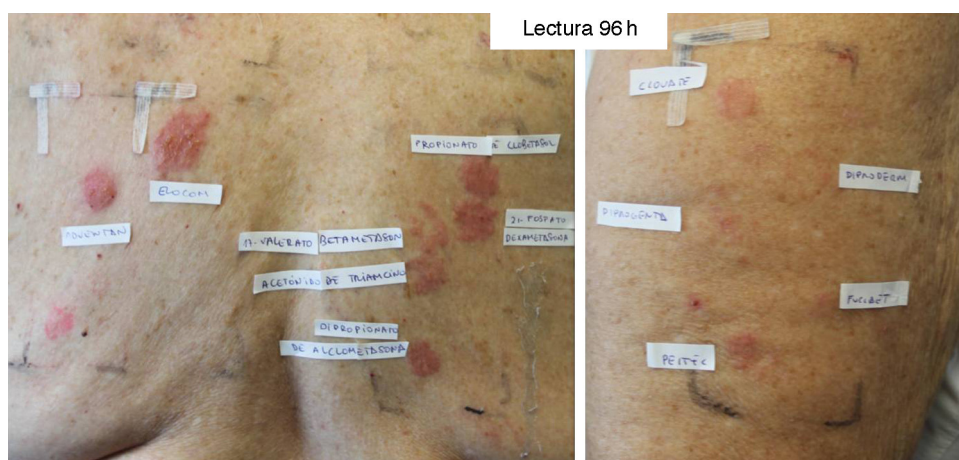 Lectura 96 h
CLOVATE
PROPIONATO DE CLOBETASOL
DIPRODERM
ELOCOM
DIPROGENTA
21-FOSFATO
DEXAMETASONA
ADVENTAN
17-VALERATO BETAMETASON
ACETÓNIDO DE TRIAMCINO
FUCIBET
DIPROPIONATO
DE ALCLOMETASONA
PEITEL